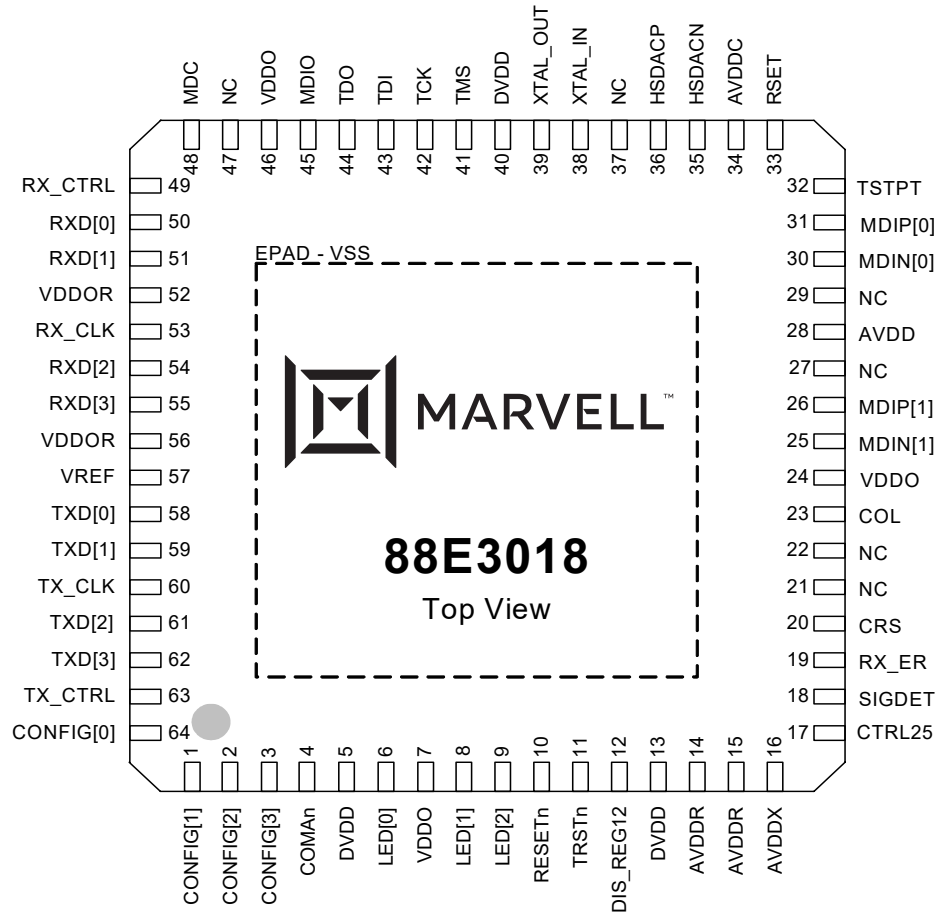 MDC
NC
VDDO
MDIO
TDO
TDI
TCK
TMS
DVDD
XTAL_OUT
XTAL_IN
NC
HSDACP
HSDACN
AVDDC
RSET
48
47
46
45
44
43
42
41
40
39
38
37
36
35
34
33
RX_CTRL 49
RXD[0] 50
RXD[1] 51
VDDOR 52
RX_CLK 53
RXD[2] 54
RXD[3] 55
VDDOR 56
VREF 57
TXD[0] 58
TXD[1] 59
TX_CLK 60
TXD[2] 61
TXD[3] 62
TX_CTRL 63
CONFIG[0] 64
EPAD - VSS
MARVELL™
88E3018
Top View
32 TSTPT
31 MDIP[0]
30 MDIN[0]
29 NC
28 AVDD
27 NC
26 MDIP[1]
25 MDIN[1]
24 VDDO
23 COL
22 NC
21 NC
20 CRS
19 RX_ER
18 SIGDET
17 CTRL25
1
2
3
4
5
6
7
8
9
10
11
12
13
14
15
16
CONFIG[1]
CONFIG[2]
CONFIG[3]
COMAn
DVDD
LED[0]
VDDO
LED[1]
LED[2]
RESETn
TRSTn
DIS_REG12
DVDD
AVDDR
AVDDR
AVDDX